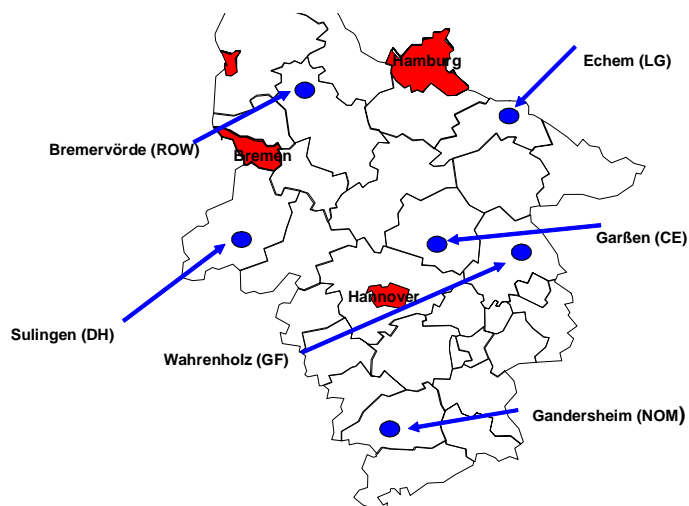 Hamburg
Echem (LG)
Bremervörde (ROW)
Bremen
Garßen (CE)
Hannover
Sulingen (DH)
Wahrenholz (GF)
Gandersheim (NOM)